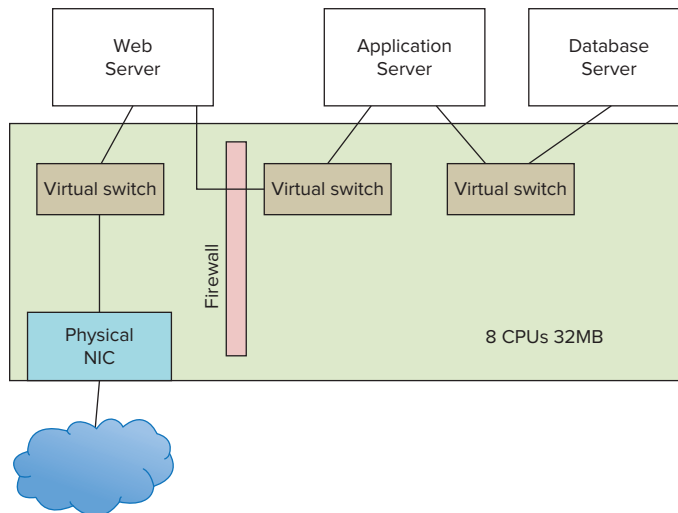 Web
Server
Application
Server
Database
Server
Virtual switch
Virtual switch
Virtual switch
Firewall
Physical
NIC
8 CPUs 32MB